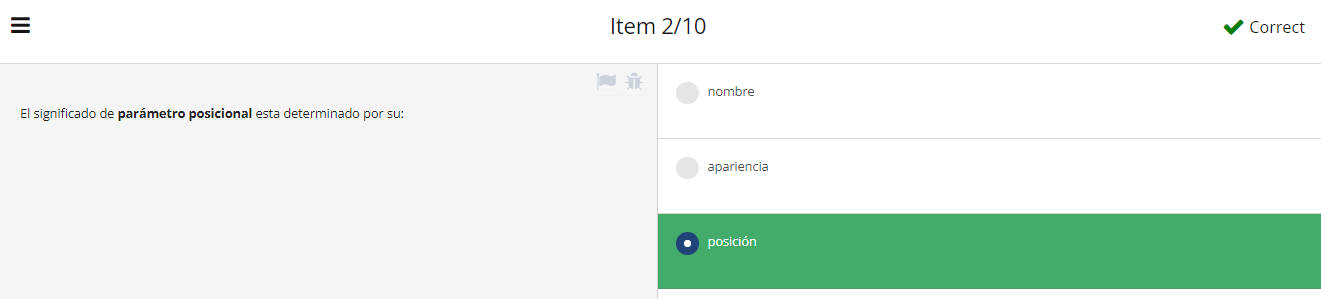 Item 2/10
Correct
El significado de parámetro posicional esta determinado por su:
nombre
apariencia
posición